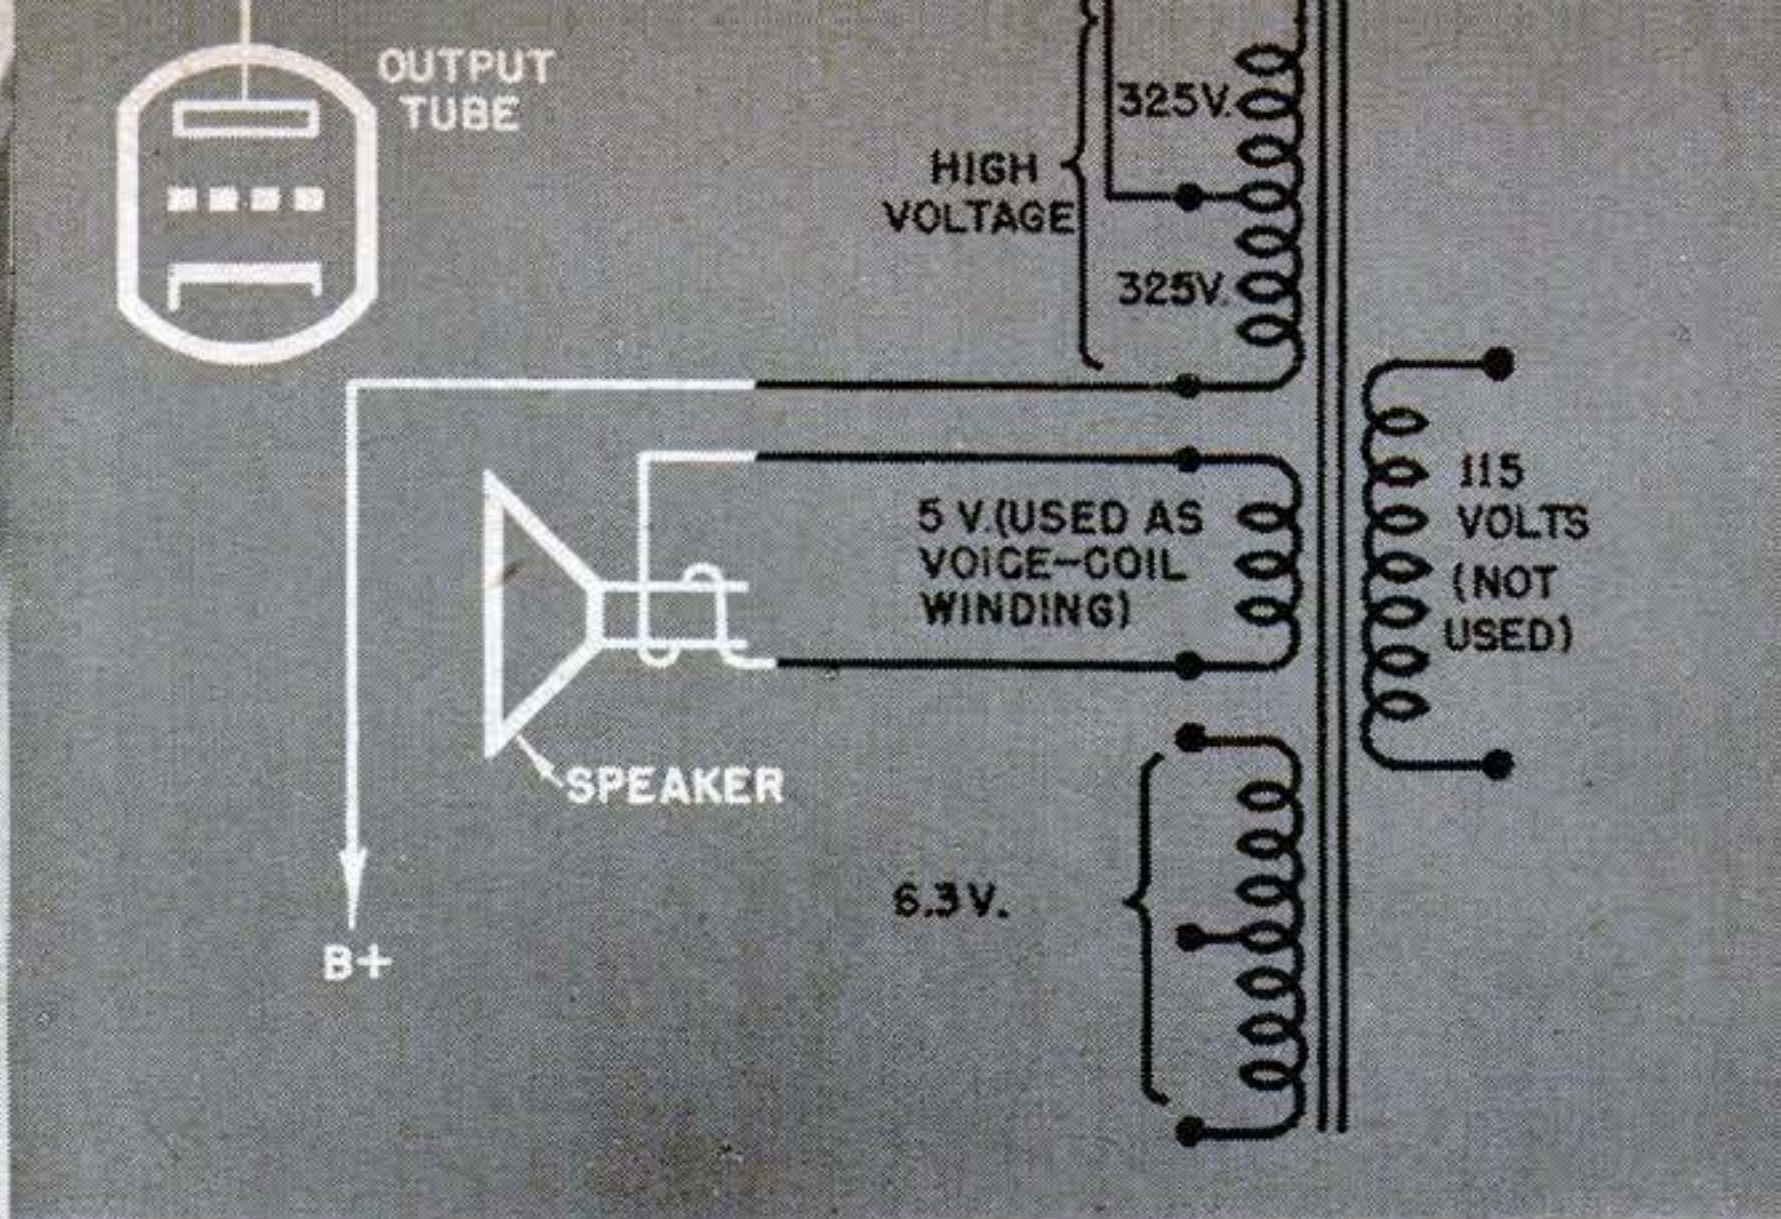 OUTPUT
TUBE
325V.
HIGH
VOLTAGE
325V.
5 V.(USED AS
VOICE-COIL
WINDING)
115
VOLTS
(NOT
USED)
SPEAKER
6.3V.
B+